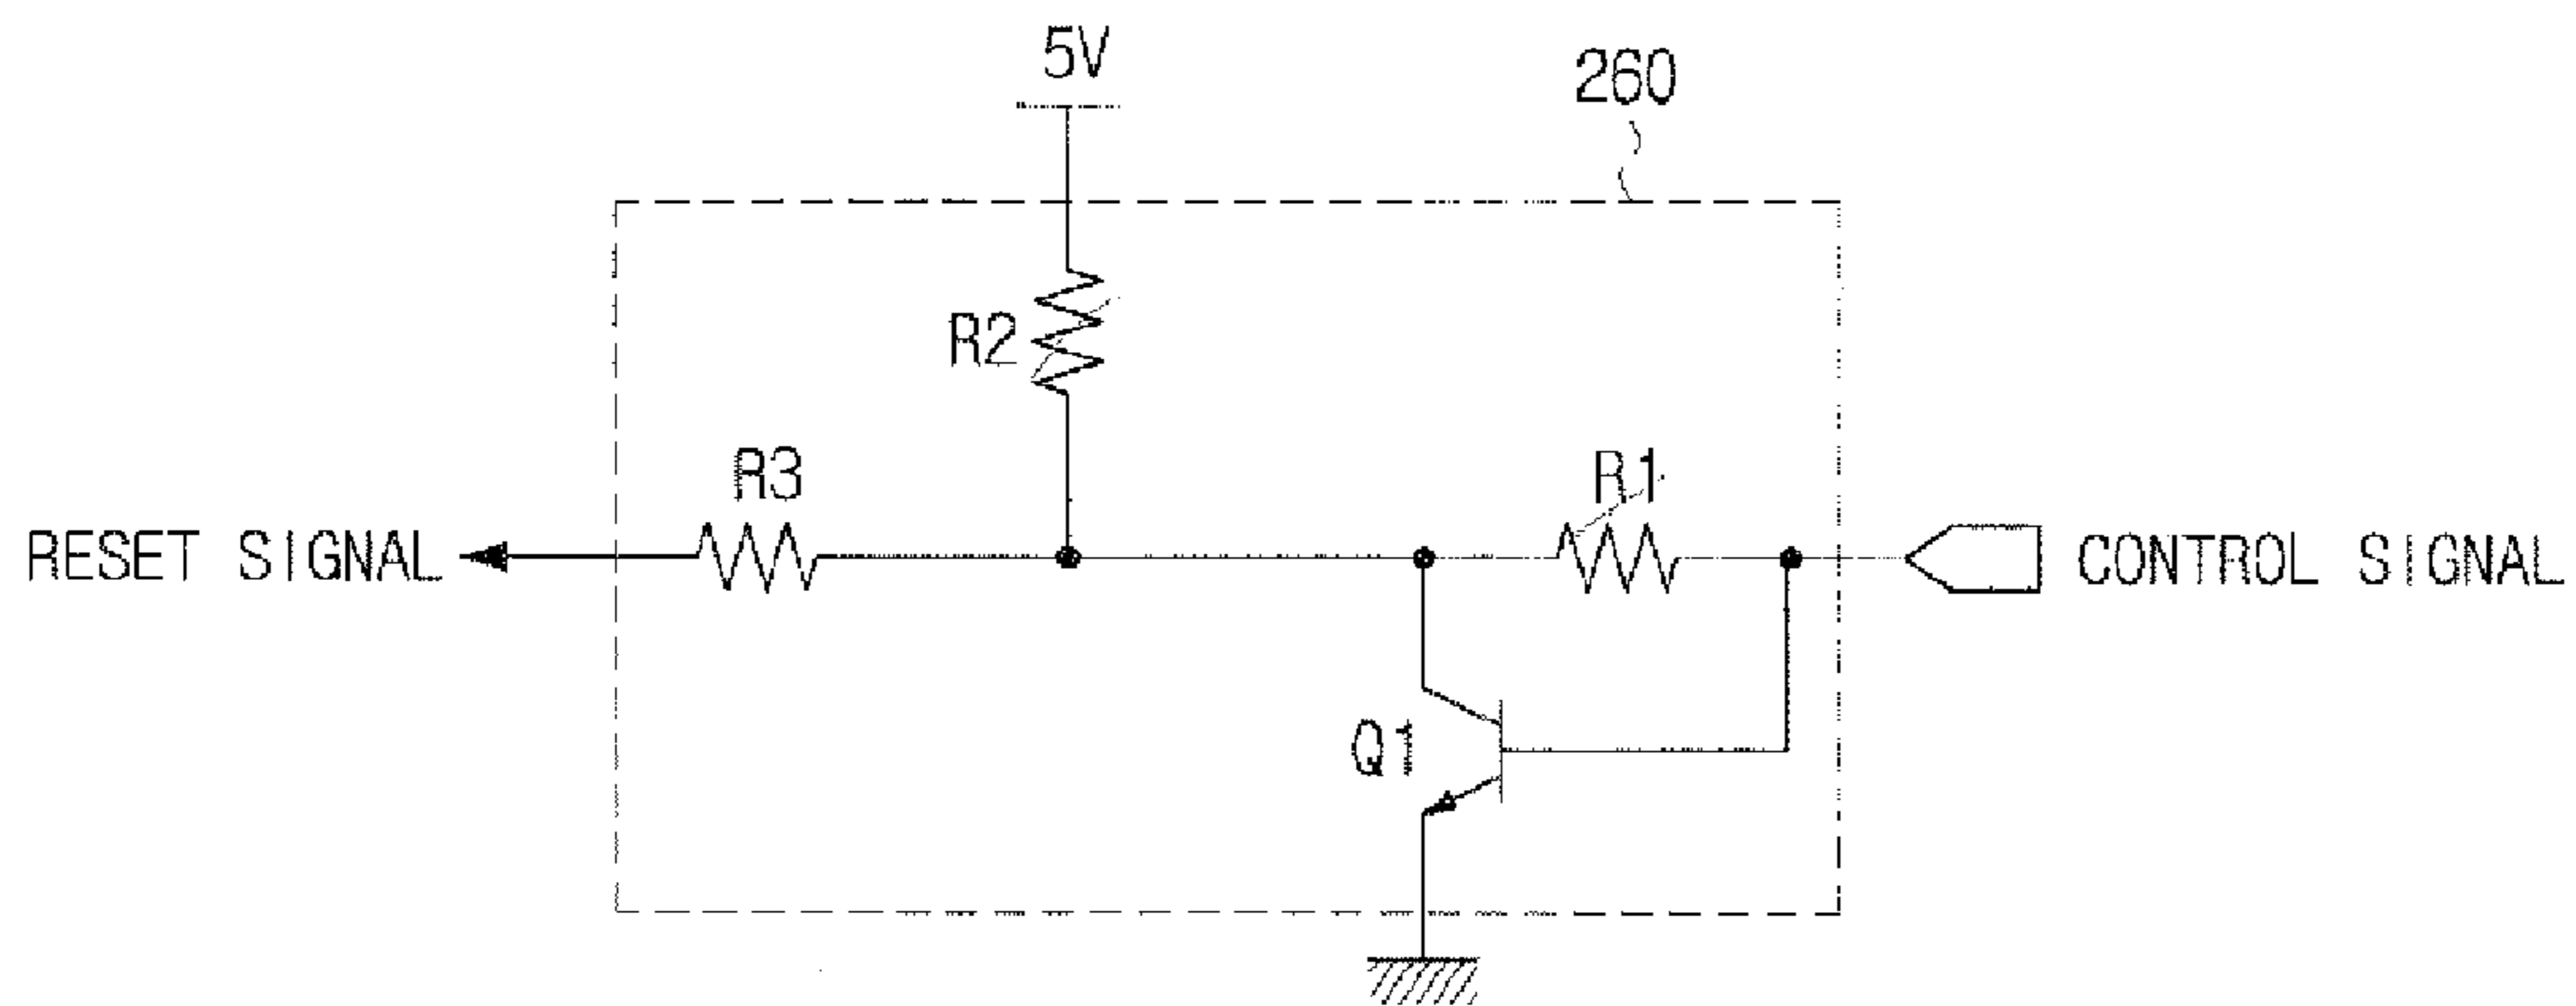 5V
260
R2
R3
R1
RESET SIGNAL
CONTROL SIGNAL
Q1